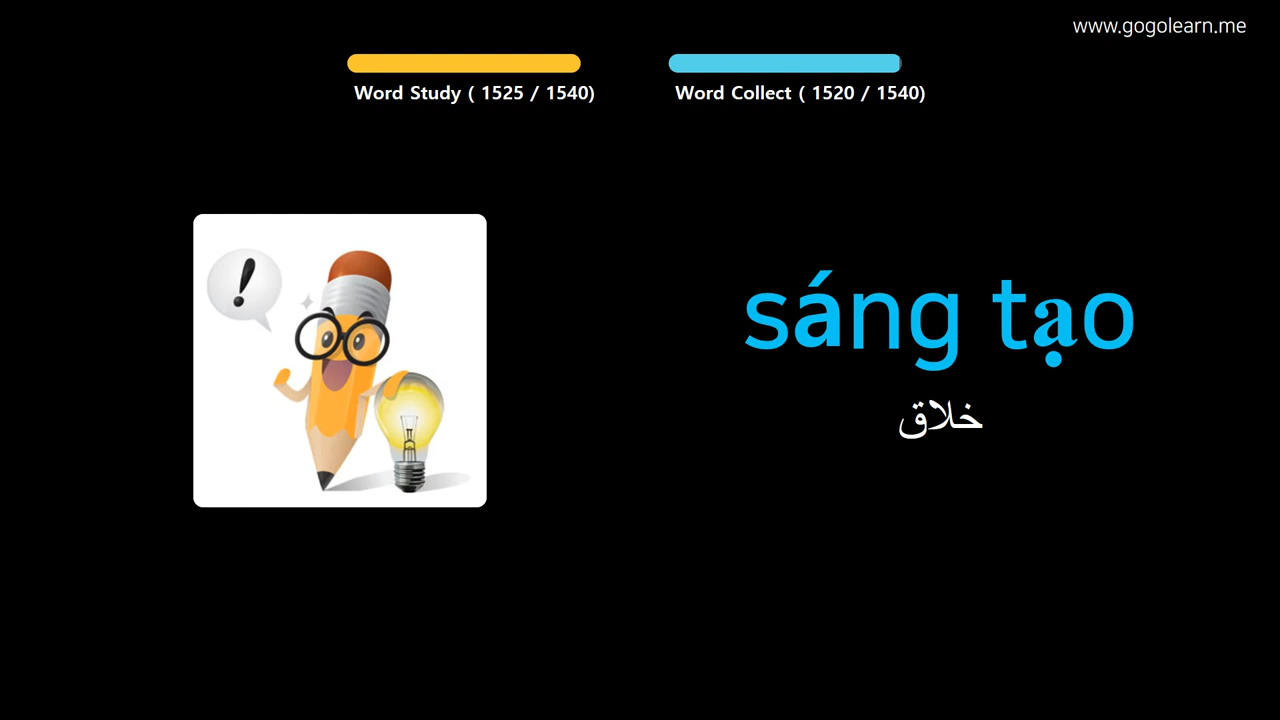 www.gogolearn.me
Word Study ( 1525 / 1540)
Word Collect ( 1520 / 1540)
!
sáng tạo
خلاق